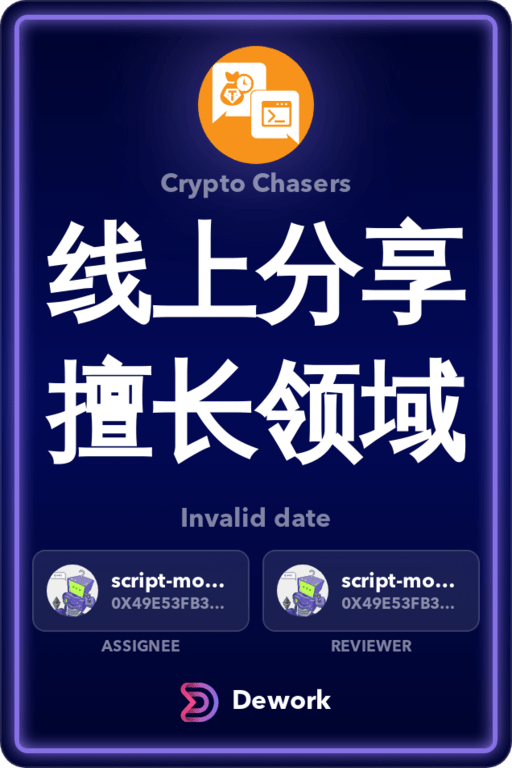 Crypto Chasers
线上分享
擅长领域
Invalid date
script-mo...
0X49E53FB3...
ASSIGNEE
script-mo...
0X49E53FB3...
REVIEWER
Dework